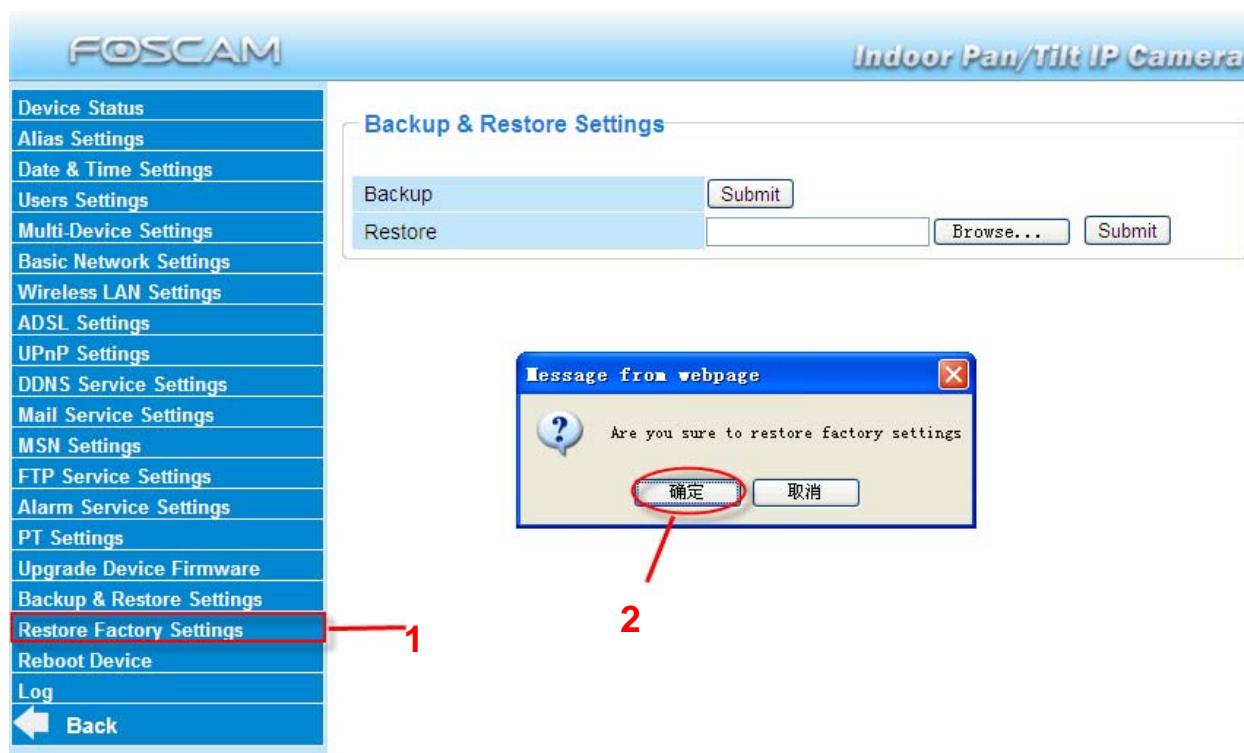 FOSCAM
Indoor Pan/Tilt IP Camera
Device Status
Alias Settings
Date & Time Settings
Users Settings
Multi-Device Settings
Basic Network Settings
Wireless LAN Settings
ADSL Settings
UPnP Settings
DDNS Service Settings
Mail Service Settings
MSN Settings
FTP Service Settings
Alarm Service Settings
PT Settings
Upgrade Device Firmware
Backup & Restore Settings
Restore Factory Settings
Reboot Device
Log
Back
Backup & Restore Settings
Backup Submit
Restore Browse... Submit
Message from webpage
Are you sure to restore factory settings
确定 取消
1
2